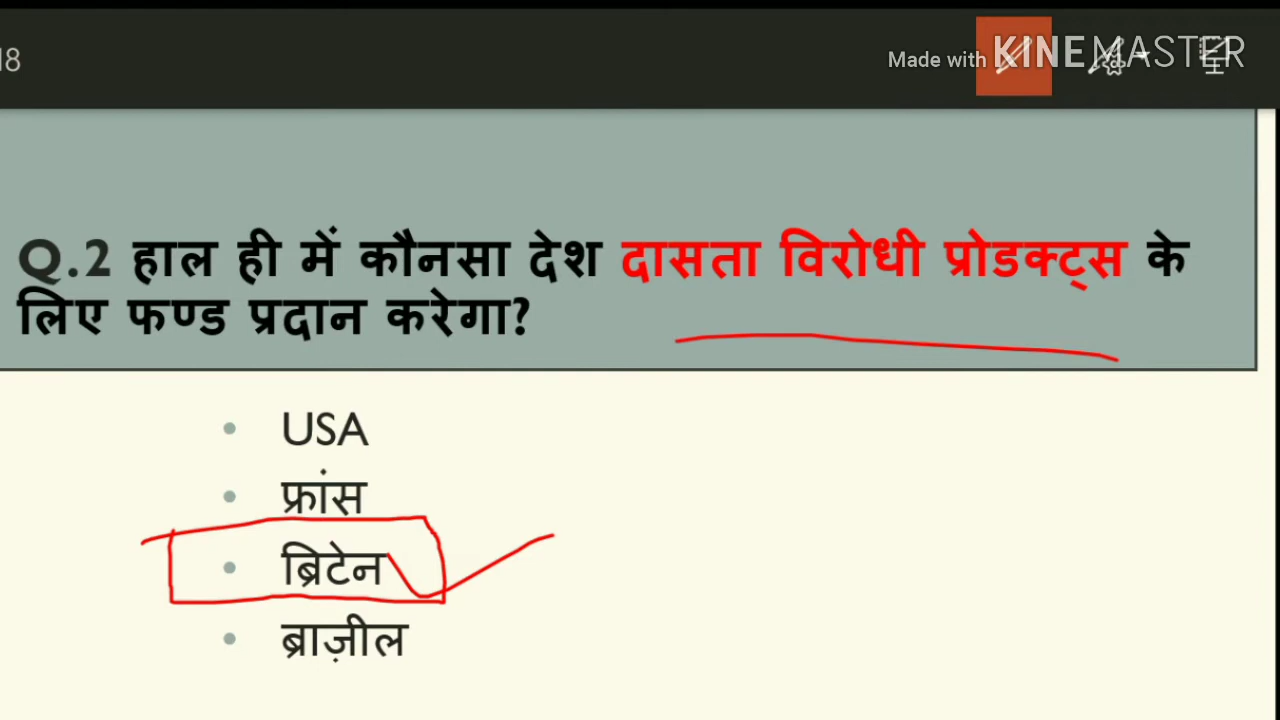 18
Made with KINEMASTER
Q.2 हाल ही में कौनसा देश दासता विरोधी प्रोडक्ट्स के
लिए फण्ड प्रदान करेगा?
• USA
• फ्रांस
• ब्रिटेन
• ब्राज़ील